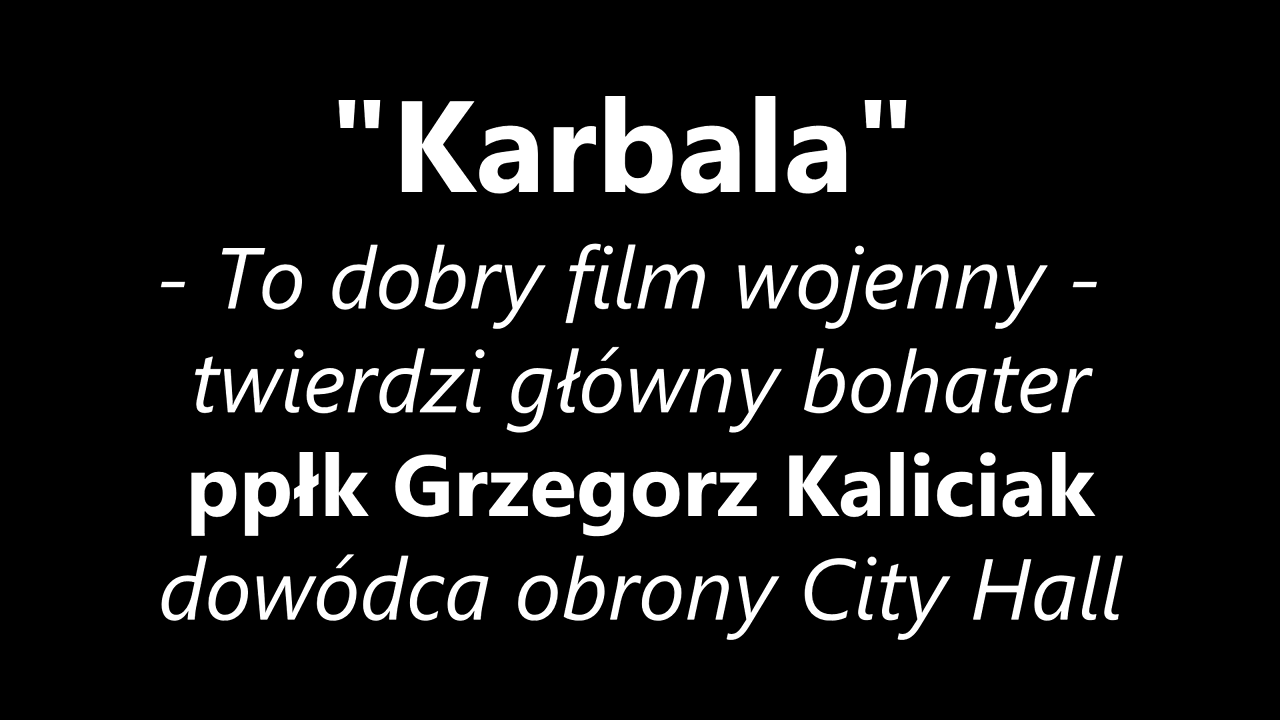 "Karbala"
- To dobry film wojenny -
twierdzi główny bohater
ppłk Grzegorz Kaliciak
dowódca obrony City Hall